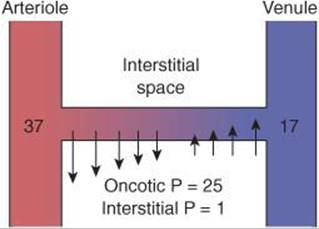 Arteriole
Venule
Interstitial
space
37
17
Oncotic P = 25
Interstitial P = 1